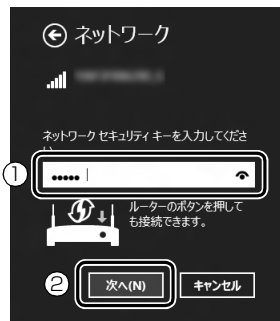 ネットワーク
ネットワーク セキュリティ キーを入力してくださ
い
①
•••••
ルーターのボタンを押して
も接続できます。
②
次へ(N)
キャンセル